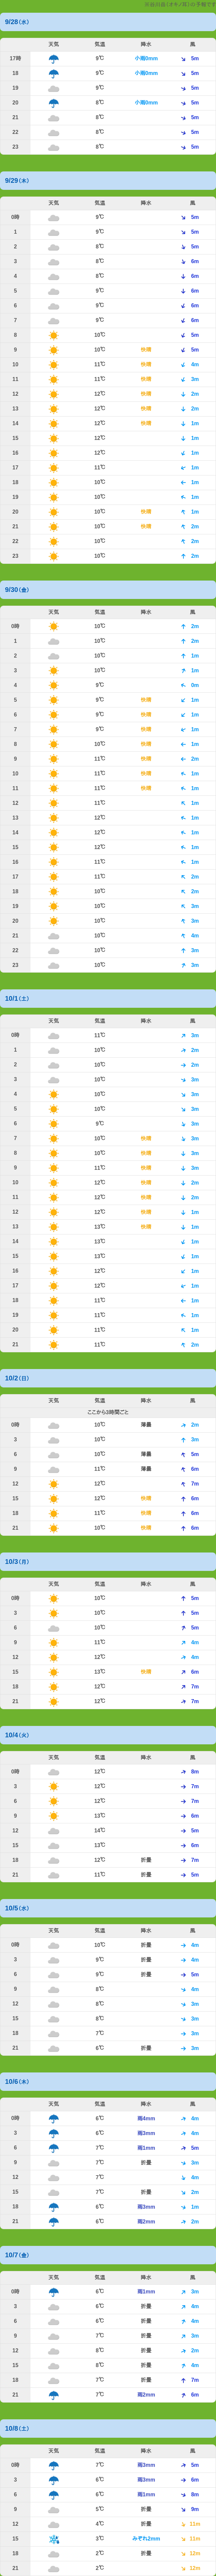 9/28(水)
天気 気温 降水 風
17時 9℃ 小雨0mm 5m
18 9℃ 小雨0mm 5m
19 9℃ 5m
20 8℃ 小雨0mm 5m
21 8℃ 5m
22 8℃ 5m
23 8℃ 5m
9/29(木)
天気 気温 降水 風
0時 9℃ 5m
1 9℃ 5m
2 8℃ 5m
3 8℃ 6m
4 8℃ 6m
5 9℃ 6m
6 9℃ 6m
7 9℃ 6m
8 10℃ 5m
9 10℃ 快晴 5m
10 11℃ 快晴 4m
11 11℃ 快晴 3m
12 12℃ 快晴 2m
13 12℃ 快晴 2m
14 12℃ 快晴 1m
15 12℃ 1m
16 12℃ 1m
17 11℃ 1m
18 10℃ 1m
19 10℃ 1m
20 10℃ 快晴 1m
21 10℃ 快晴 2m
22 10℃ 2m
23 10℃ 2m
9/30(金)
天気 気温 降水 風
0時 10℃ 2m
1 10℃ 2m
2 10℃ 1m
3 10℃ 1m
4 9℃ 0m
5 9℃ 快晴 1m
6 9℃ 快晴 1m
7 9℃ 快晴 1m
8 10℃ 快晴 1m
9 11℃ 快晴 2m
10 11℃ 快晴 1m
11 11℃ 快晴 1m
12 11℃ 1m
13 12℃ 1m
14 12℃ 1m
15 12℃ 1m
16 11℃ 1m
17 11℃ 2m
18 10℃ 2m
19 10℃ 3m
20 10℃ 3m
21 10℃ 4m
22 10℃ 3m
23 10℃ 3m
10/1(土)
天気 気温 降水 風
0時 11℃ 3m
1 10℃ 2m
2 10℃ 2m
3 10℃ 3m
4 10℃ 3m
5 10℃ 3m
6 9℃ 3m
7 10℃ 快晴 3m
8 10℃ 快晴 3m
9 11℃ 快晴 3m
10 12℃ 快晴 2m
11 12℃ 快晴 2m
12 12℃ 快晴 1m
13 13℃ 快晴 1m
14 13℃ 1m
15 13℃ 1m
16 12℃ 1m
17 12℃ 1m
18 11℃ 1m
19 11℃ 1m
20 11℃ 1m
21 11℃ 2m
10/2(日)
天気 気温 降水 風
ここから3時間ごと
0時 10℃ 薄曇 2m
3 10℃ 3m
6 10℃ 薄曇 5m
9 11℃ 薄曇 6m
12 12℃ 7m
15 12℃ 快晴 6m
18 11℃ 快晴 6m
21 10℃ 快晴 6m
10/3(月)
天気 気温 降水 風
0時 10℃ 5m
3 10℃ 5m
6 10℃ 5m
9 11℃ 4m
12 12℃ 4m
15 13℃ 快晴 6m
18 12℃ 7m
21 12℃ 7m
10/4(火)
天気 気温 降水 風
0時 12℃ 8m
3 12℃ 7m
6 12℃ 7m
9 13℃ 6m
12 14℃ 5m
15 13℃ 6m
18 12℃ 折曇 7m
21 11℃ 折曇 5m
10/5(水)
天気 気温 降水 風
0時 10℃ 折曇 4m
3 9℃ 折曇 4m
6 9℃ 折曇 5m
9 8℃ 4m
12 8℃ 3m
15 8℃ 3m
18 7℃ 3m
21 6℃ 折曇 3m
10/6(木)
天気 気温 降水 風
0時 6℃ 雨4mm 4m
3 6℃ 雨3mm 4m
6 7℃ 雨1mm 5m
9 7℃ 折曇 3m
12 7℃ 4m
15 7℃ 折曇 2m
18 6℃ 雨3mm 1m
21 6℃ 雨2mm 2m
10/7(金)
天気 気温 降水 風
0時 6℃ 雨1mm 3m
3 6℃ 折曇 4m
6 6℃ 折曇 4m
9 7℃ 折曇 3m
12 8℃ 折曇 2m
15 8℃ 折曇 4m
18 7℃ 折曇 7m
21 7℃ 雨2mm 6m
10/8(土)
天気 気温 降水 風
0時 7℃ 雨3mm 5m
3 6℃ 雨3mm 6m
6 6℃ 雨1mm 8m
9 5℃ 折曇 9m
12 4℃ 折曇 11m
15 3℃ みぞれ2mm 11m
18 2℃ 折曇 12m
21 2℃ 12m